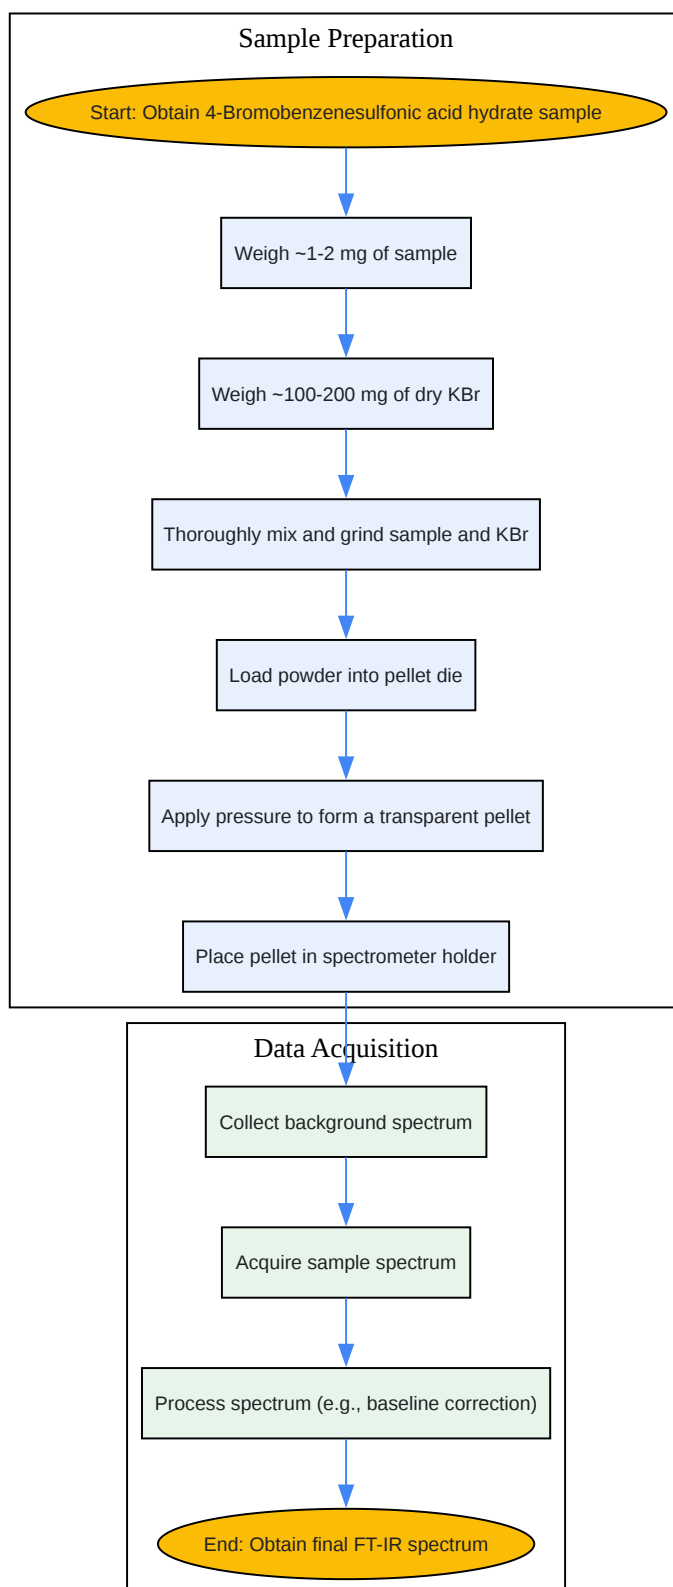 Sample Preparation
Start: Obtain 4-Bromobenzenesulfonic acid hydrate sample
Weigh ~1-2 mg of sample
Weigh ~100-200 mg of dry KBr
Thoroughly mix and grind sample and KBr
Load powder into pellet die
Apply pressure to form a transparent pellet
Place pellet in spectrometer holder
Data Acquisition
Collect background spectrum
Acquire sample spectrum
Process spectrum (e.g., baseline correction)
End: Obtain final FT-IR spectrum